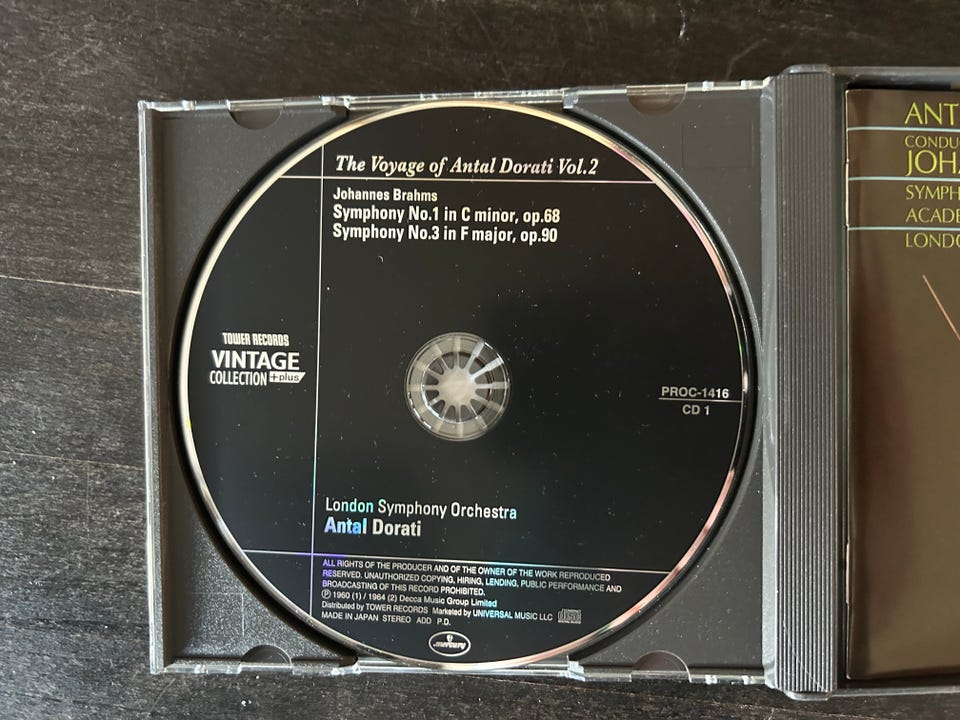 The Voyage of Antal Dorati Vol.2
Johannes Brahms
Symphony No.1 in C minor, op.68
Symphony No.3 in F major, op.90
TOWER RECORDS
VINTAGE
COLLECTION +plus
PROC-1416
CD 1
London Symphony Orchestra
Antal Dorati
ALL RIGHTS OF THE PRODUCER AND OF THE OWNER OF THE WORK REPRODUCED
RESERVED. UNAUTHORIZED COPYING, HIRING, LENDING, PUBLIC PERFORMANCE AND
BROADCASTING OF THIS RECORD PROHIBITED.
Ⓟ 1960 (1) / 1964 (2) Decca Music Group Limited
Distributed by TOWER RECORDS Marketed by UNIVERSAL MUSIC LLC
MADE IN JAPAN STEREO ADD P.D.
mercury
ANT
CONDU
JOHA
SYMPH
ACADE
LONDO